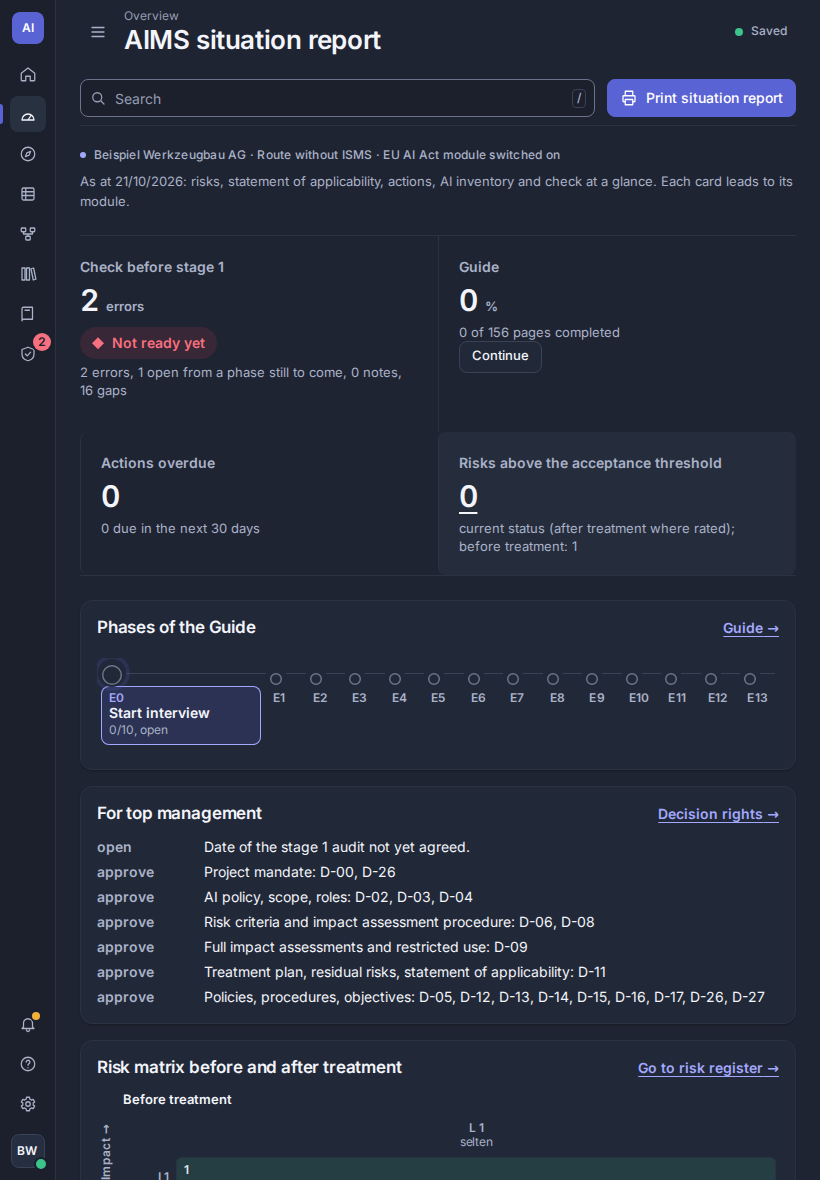 AI
Overview
AIMS situation report
Saved
Search
/
Print situation report
Beispiel Werkzeugbau AG · Route without ISMS · EU AI Act module switched on
As at 21/10/2026: risks, statement of applicability, actions, AI inventory and check at a glance. Each card leads to its
module.
Check before stage 1
2 errors
Not ready yet
2 errors, 1 open from a phase still to come, 0 notes,
16 gaps
Guide
0 %
0 of 156 pages completed
Continue
2
Actions overdue
0
0 due in the next 30 days
Risks above the acceptance threshold
0
current status (after treatment where rated);
before treatment: 1
Phases of the Guide
Guide →
E0
Start interview
0/10, open
E1 E2 E3 E4 E5 E6 E7 E8 E9 E10 E11 E12 E13
For top management
Decision rights →
open Date of the stage 1 audit not yet agreed.
approve Project mandate: D-00, D-26
approve AI policy, scope, roles: D-02, D-03, D-04
approve Risk criteria and impact assessment procedure: D-06, D-08
approve Full impact assessments and restricted use: D-09
approve Treatment plan, residual risks, statement of applicability: D-11
approve Policies, procedures, objectives: D-05, D-12, D-13, D-14, D-15, D-16, D-17, D-26, D-27
Risk matrix before and after treatment
Go to risk register →
Before treatment
Impact →
L 1
selten
I 1
1
BW